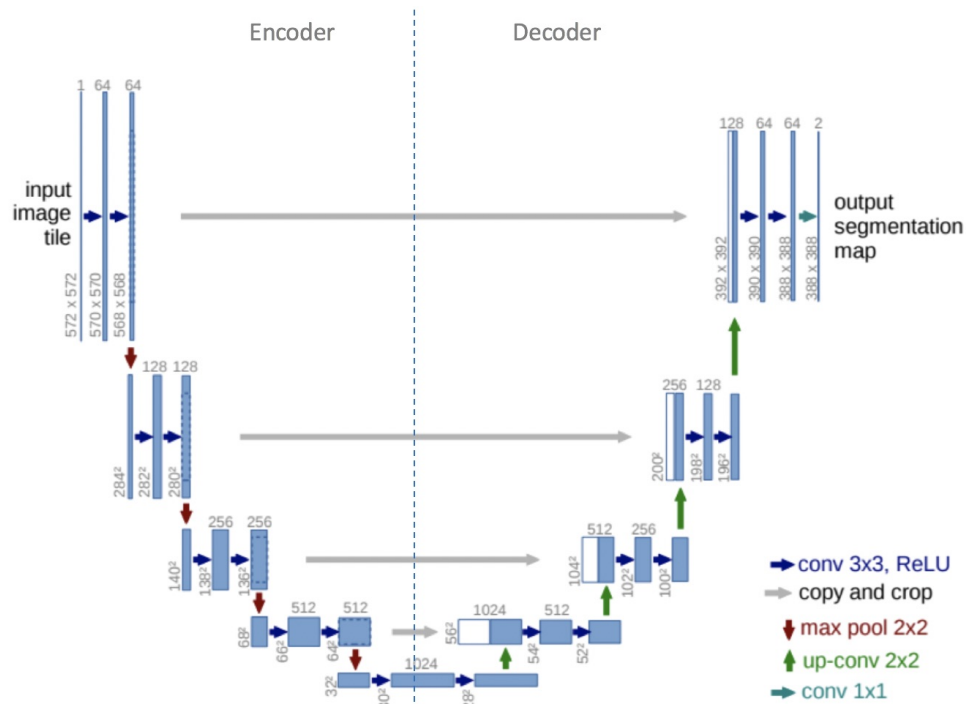 Encoder
Decoder
1
64
64
128
64
64
2
input
image
tile
output
segmentation
map
572 x 572
570 x 570
568 x 568
392 x 392
390 x 390
388 x 388
388 x 388
128
128
256
128
284²
282²
280²
200²
198²
196²
256
256
512
256
140²
138²
136²
104²
102²
100²
conv 3x3, ReLU
copy and crop
max pool 2x2
up-conv 2x2
conv 1x1
512
512
1024
512
68²
66²
64²
56²
54²
52²
1024
32²